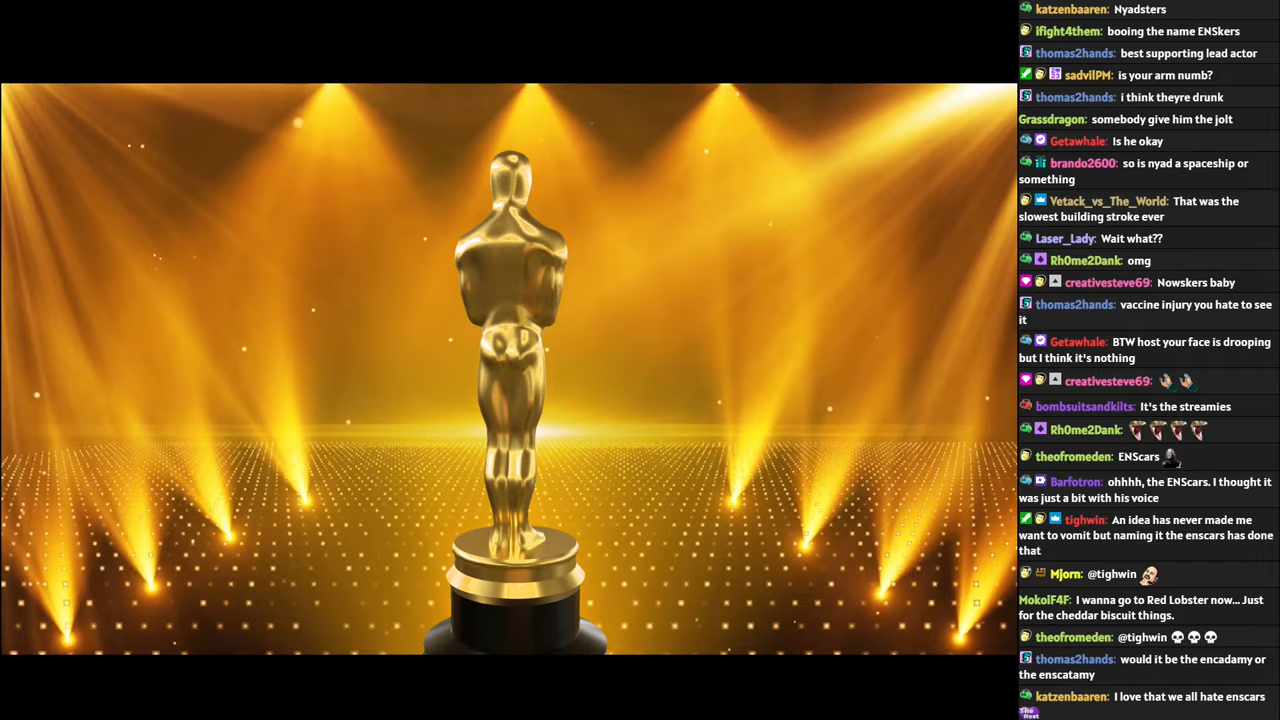 katzenbaaren: Nyadsters
ifight4them: booing the name ENSkers
thomas2hands: best supporting lead actor
sadvilPM: is your arm numb?
thomas2hands: i think theyre drunk
Grassdragon: somebody give him the jolt
Getawhale: Is he okay
brando2600: so is nyad a spaceship or
something
Vetack_vs_The_World: That was the
slowest building stroke ever
Laser_Lady: Wait what??
Rh0me2Dank: omg
creativesteve69: Nowskers baby
thomas2hands: vaccine injury you hate to see
it
Getawhale: BTW host your face is drooping
but I think it's nothing
creativesteve69:
bombsuitsandkilts: It's the streamies
Rh0me2Dank:
theofromeden: ENScars
Barfotron: ohhhh, the ENScars. I thought it
was just a bit with his voice
tighwin: An idea has never made me
want to vomit but naming it the enscars has done
that
Mjorn: @tighwin
MokolF4F: I wanna go to Red Lobster now... Just
for the cheddar biscuit things.
theofromeden: @tighwin 💀💀💀
thomas2hands: would it be the encadamy or
the enscatamy
katzenbaaren: I love that we all hate enscars